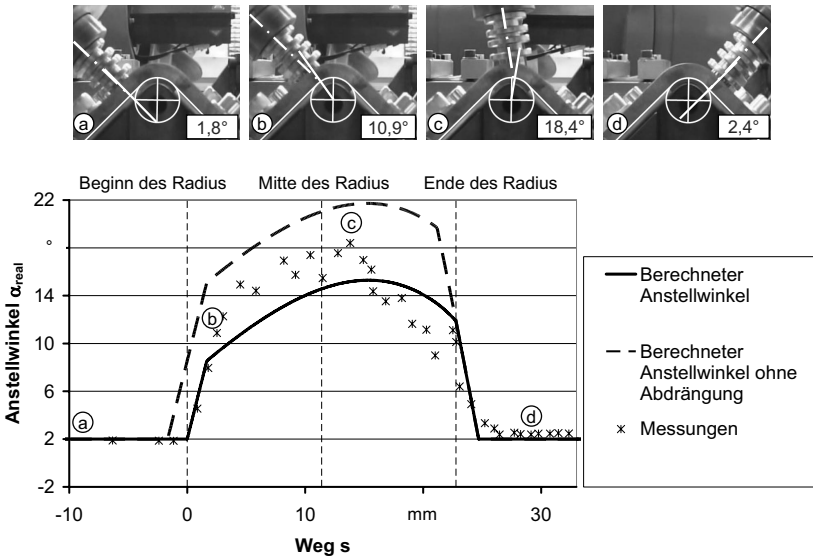 a
1,8°
b
10,9°
c
18,4°
d
2,4°
Beginn des Radius
Mitte des Radius
Ende des Radius
Anstellwinkel αreal
22
°
14
10
6
2
-2
a
b
c
d
-10
0
10
mm
30
Weg s
Berechneter
Anstellwinkel
Berechneter
Anstellwinkel ohne
Abdrängung
Messungen